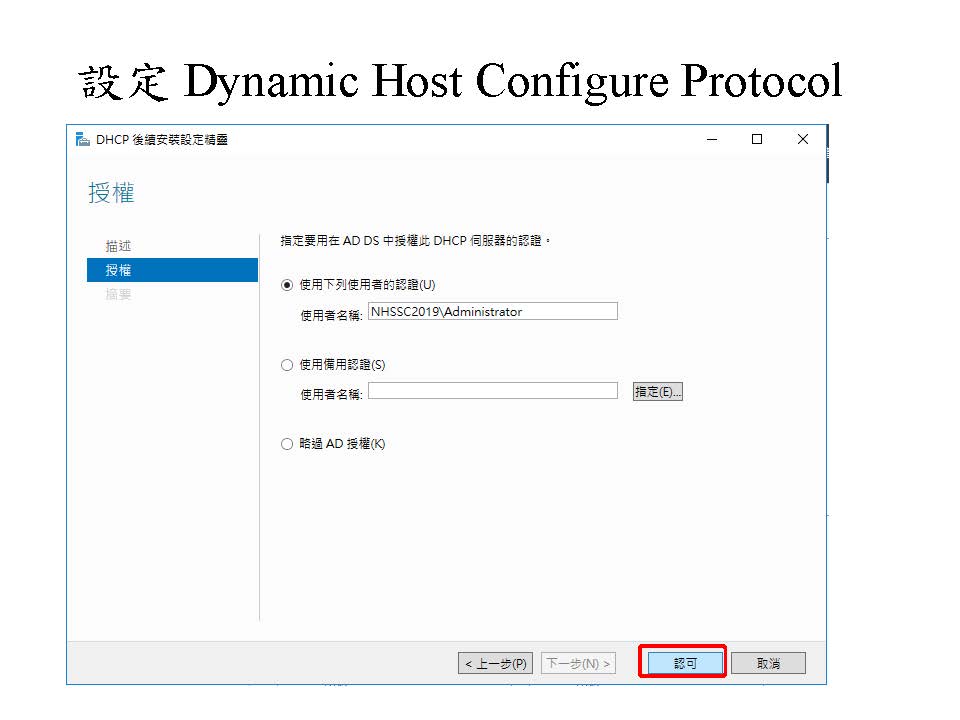 設定 Dynamic Host Configure Protocol
DHCP 後續安裝設定精靈
授權
描述
授權
摘要
指定要用在 AD DS 中授權此 DHCP 伺服器的認證。
使用下列使用者的認證(U)
使用者名稱: NHSSC2019\Administrator
使用備用認證(S)
使用者名稱: 指定(E)...
略過 AD 授權(K)
< 上一步(P) 下一步(N) > 認可 取消